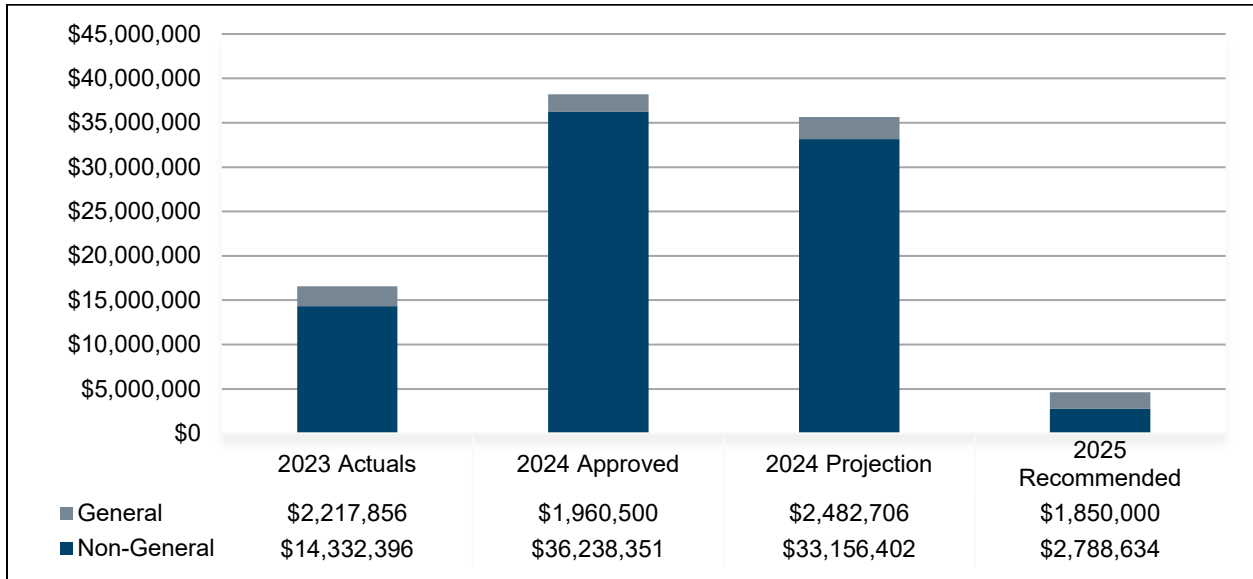 $45,000,000
$40,000,000
$35,000,000
$30,000,000
$25,000,000
$20,000,000
$15,000,000
$10,000,000
$5,000,000
$0
2023 Actuals 2024 Approved 2024 Projection 2025
Recommended
General $2,217,856 $1,960,500 $2,482,706 $1,850,000
Non-General $14,332,396 $36,238,351 $33,156,402 $2,788,634